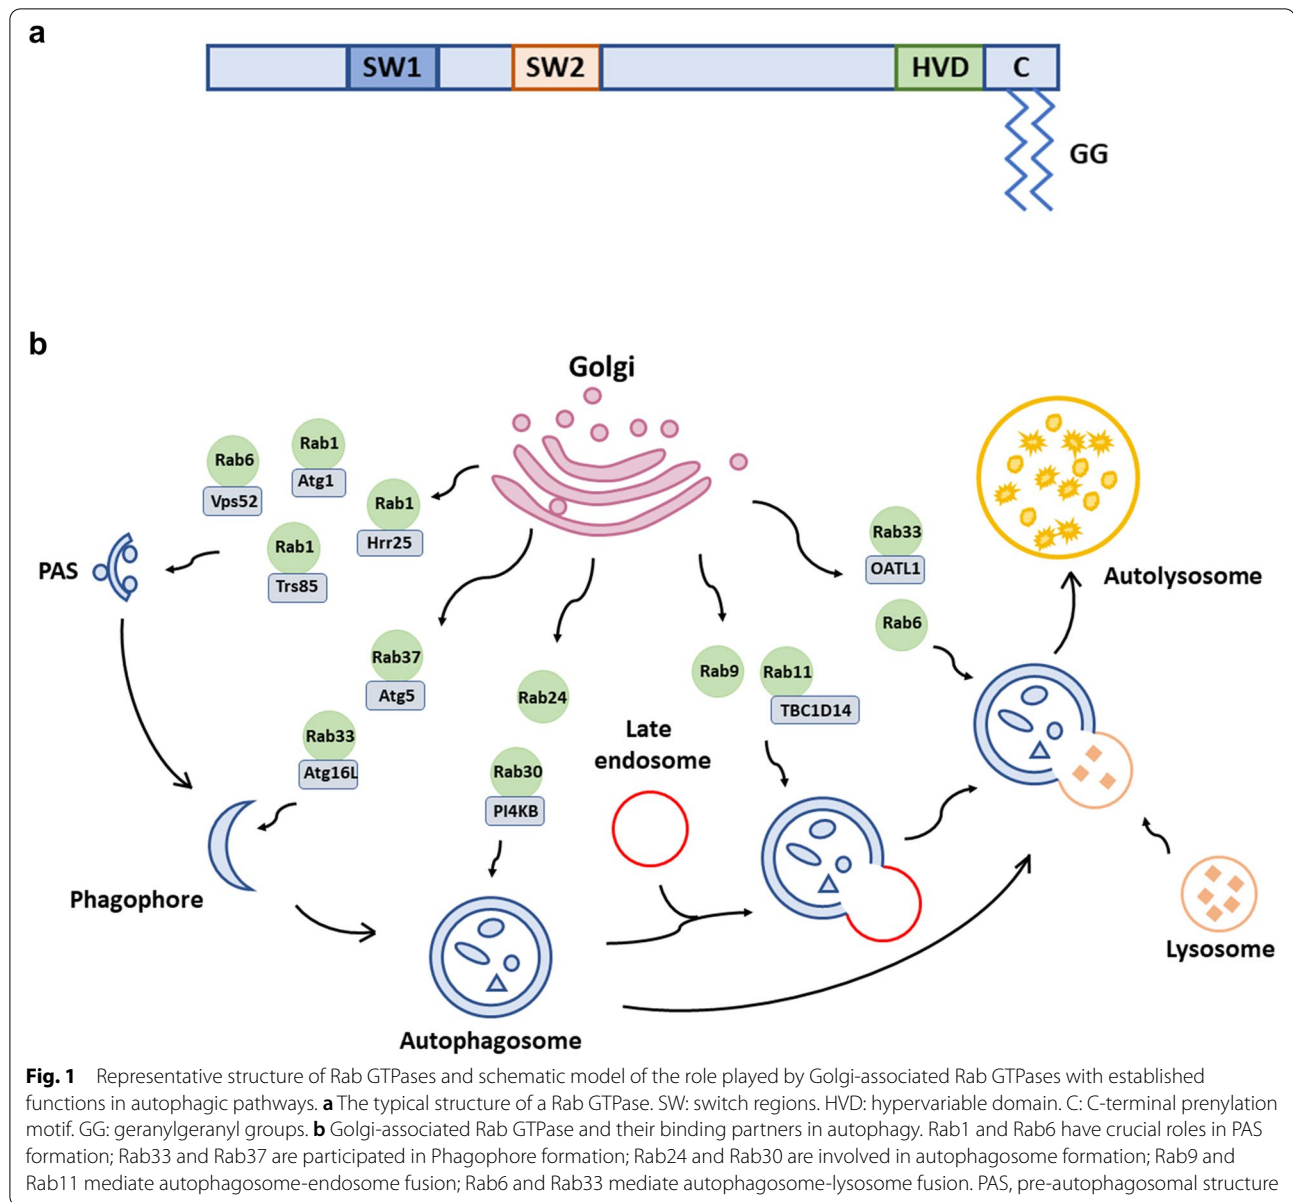 a
SW1 SW2 HVD C
GG
b
Golgi
Rab6
Vps52
Rab1
Atg1
Rab1
Hrr25
Rab1
Trs85
PAS
Rab33
OATL1
Rab6
Autolysosome
Rab37
Atg5
Rab24
Rab9
Rab11
TBC1D14
Rab33
Atg16L
Rab30
PI4KB
Late
endosome
Phagophore
Autophagosome
Lysosome
Fig. 1 Representative structure of Rab GTPases and schematic model of the role played by Golgi-associated Rab GTPases with established
functions in autophagic pathways. a The typical structure of a Rab GTPase. SW: switch regions. HVD: hypervariable domain. C: C-terminal prenylation
motif. GG: geranylgeranyl groups. b Golgi-associated Rab GTPase and their binding partners in autophagy. Rab1 and Rab6 have crucial roles in PAS
formation; Rab33 and Rab37 are participated in Phagophore formation; Rab24 and Rab30 are involved in autophagosome formation; Rab9 and
Rab11 mediate autophagosome-endosome fusion; Rab6 and Rab33 mediate autophagosome-lysosome fusion. PAS, pre-autophagosomal structure